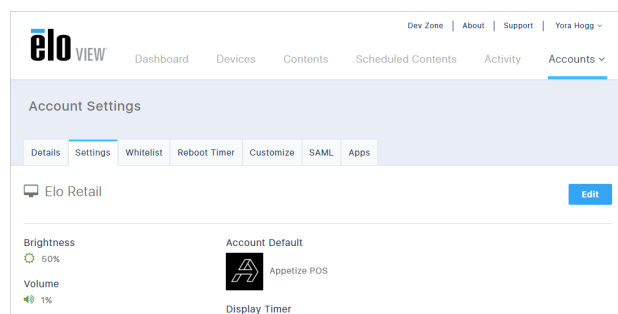 Dev Zone | About | Support | Yora Hogg
elo VIEW
Dashboard Devices Contents Scheduled Contents Activity Accounts
Account Settings
Details Settings Whitelist Reboot Timer Customize SAML Apps
Elo Retail Edit
Brightness Account Default
50% Appetize POS
Volume
1%
Display Timer